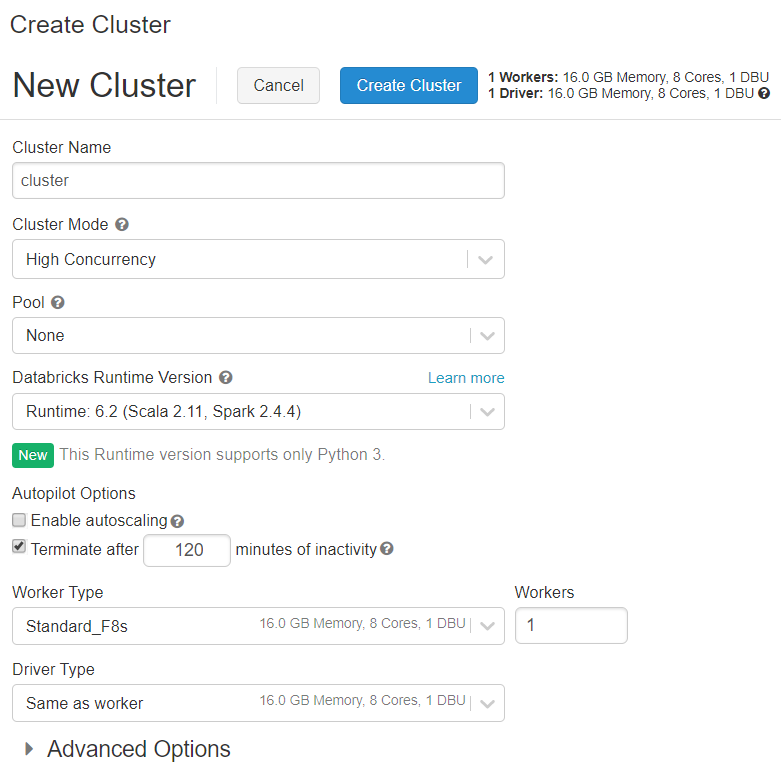 Create Cluster
New Cluster
Cancel
Create Cluster
1 Workers: 16.0 GB Memory, 8 Cores, 1 DBU
1 Driver: 16.0 GB Memory, 8 Cores, 1 DBU ?
Cluster Name
cluster
Cluster Mode ?
High Concurrency
Pool ?
None
Databricks Runtime Version ?
Learn more
Runtime: 6.2 (Scala 2.11, Spark 2.4.4)
New This Runtime version supports only Python 3.
Autopilot Options
Enable autoscaling ?
Terminate after 120 minutes of inactivity ?
Worker Type
Workers
Standard_F8s 16.0 GB Memory, 8 Cores, 1 DBU
1
Driver Type
Same as worker 16.0 GB Memory, 8 Cores, 1 DBU
Advanced Options